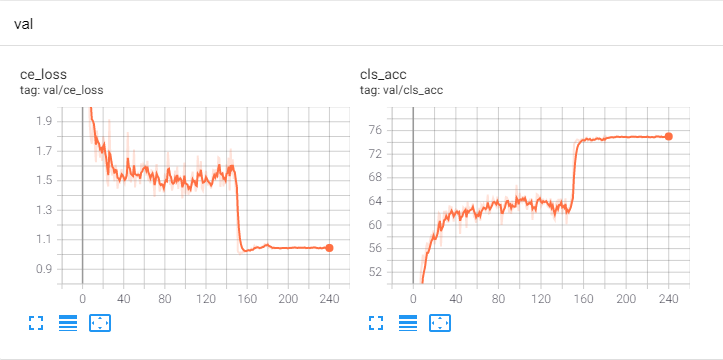 val
ce_loss
tag: val/ce_loss
1.9
1.7
1.5
1.3
1.1
0.9
0 40 80 120 160 200 240
cls_acc
tag: val/cls_acc
76
72
68
64
60
56
52
0 40 80 120 160 200 240